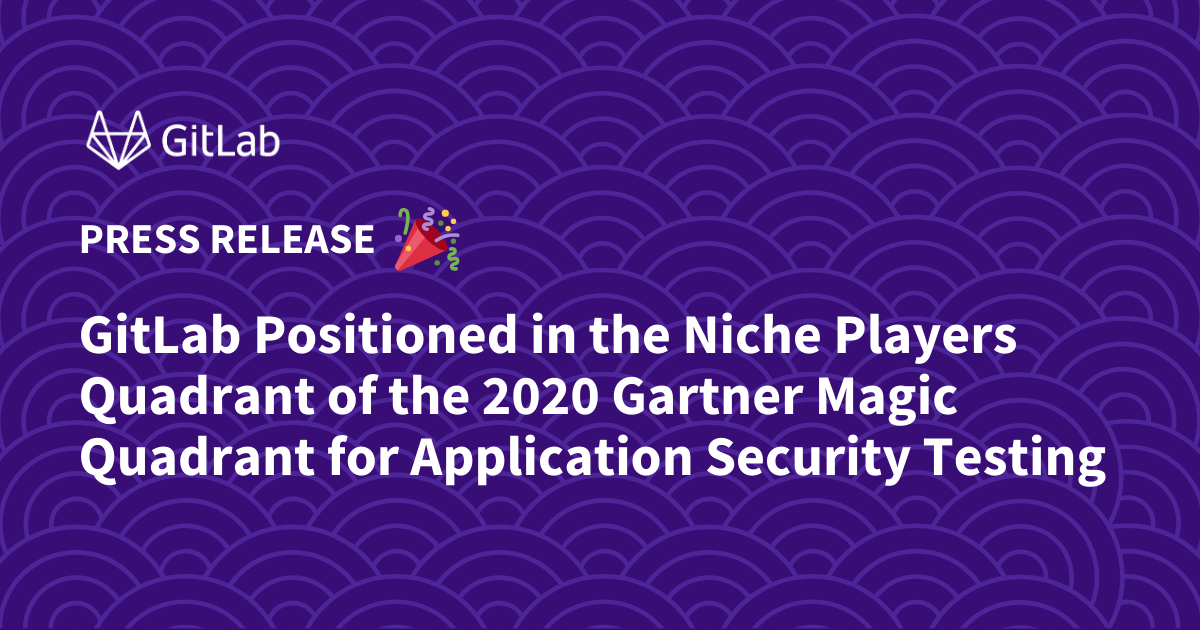 GitLab
PRESS RELEASE
GitLab Positioned in the Niche Players
Quadrant of the 2020 Gartner Magic
Quadrant for Application Security Testing